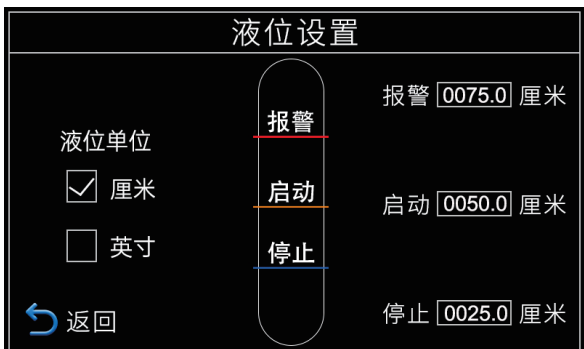 液位设置
液位单位
厘米
英寸
返回
报警
启动
停止
报警 0075.0 厘米
启动 0050.0 厘米
停止 0025.0 厘米